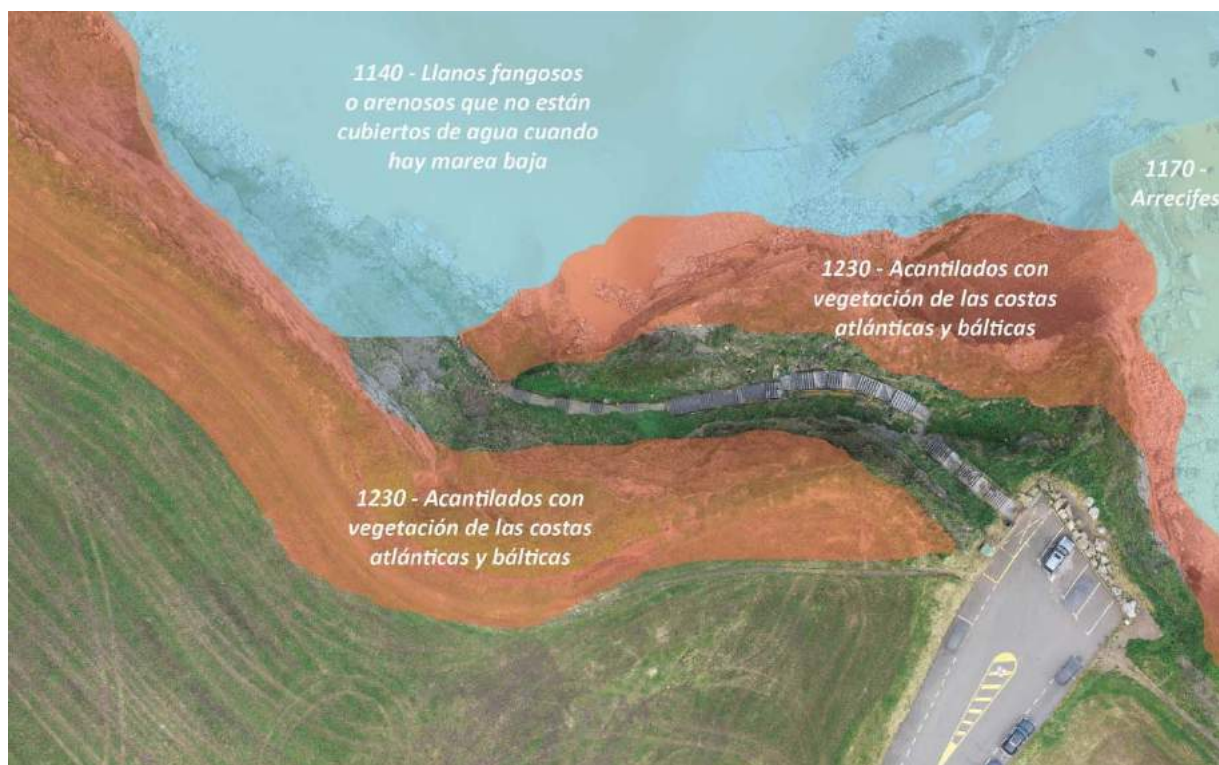 1140 - Llanos fangosos
o arenosos que no están
cubiertos de agua cuando
hay marea baja
1170 -
Arrecifes
1230 - Acantilados con
vegetación de las costas
atlánticas y bálticas
1230 - Acantilados con
vegetación de las costas
atlánticas y bálticas